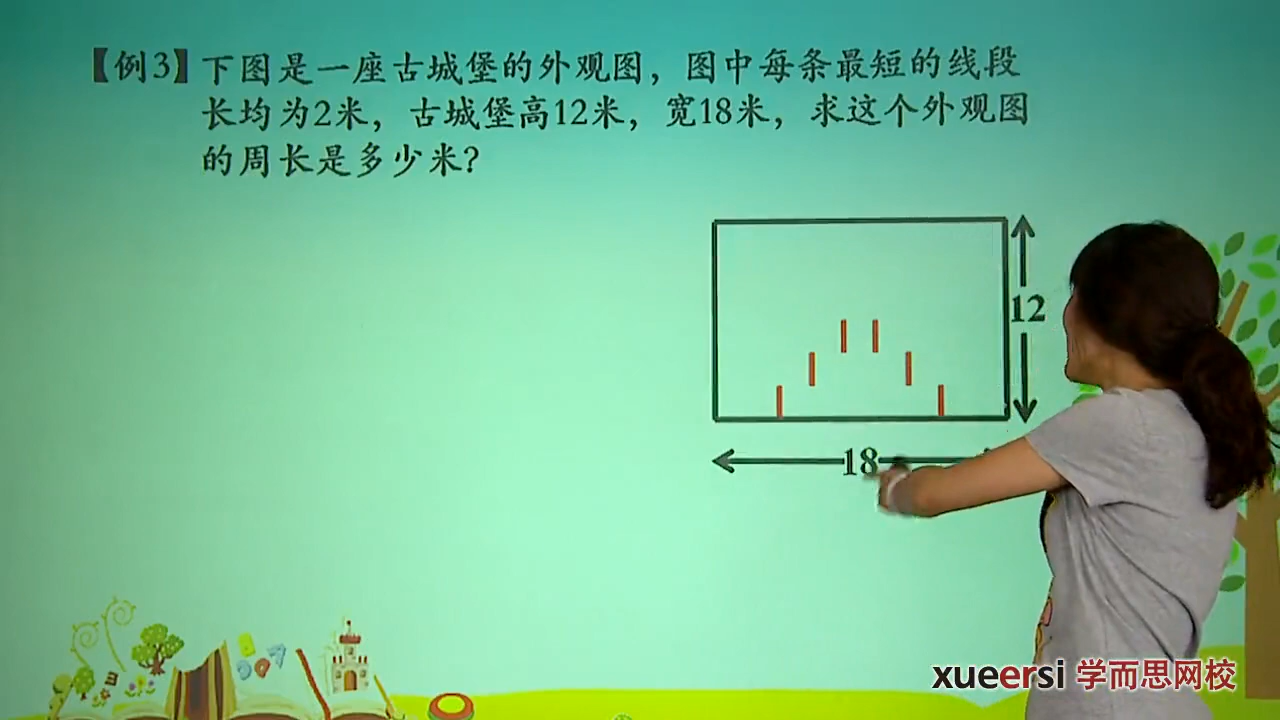 【例3】下图是一座古城堡的外观图，图中每条最短的线段
长均为2米，古城堡高12米，宽18米，求这个外观图
的周长是多少米？
12
18
xueersi 学而思网校